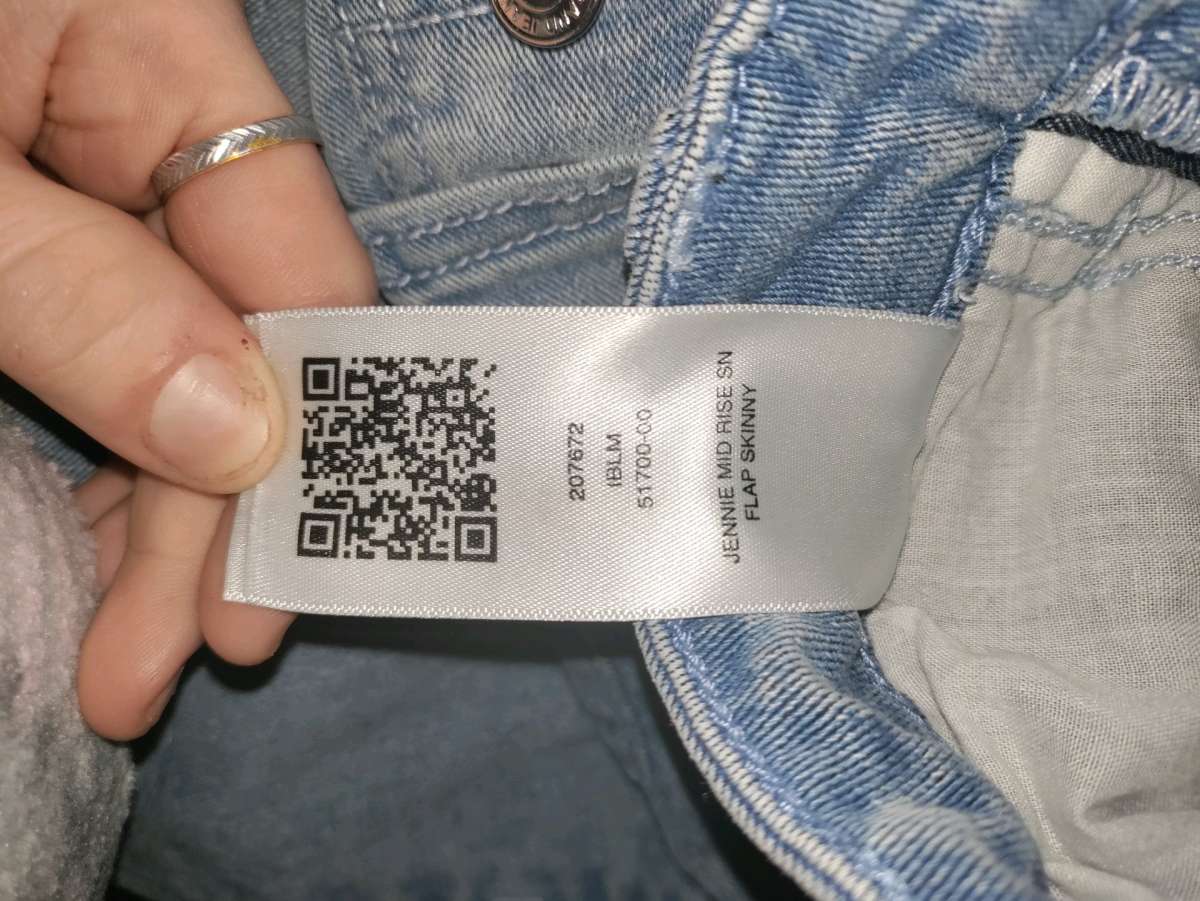 207672
IBLM
51700-00
JENNIE MID RISE SN
FLAP SKINNY